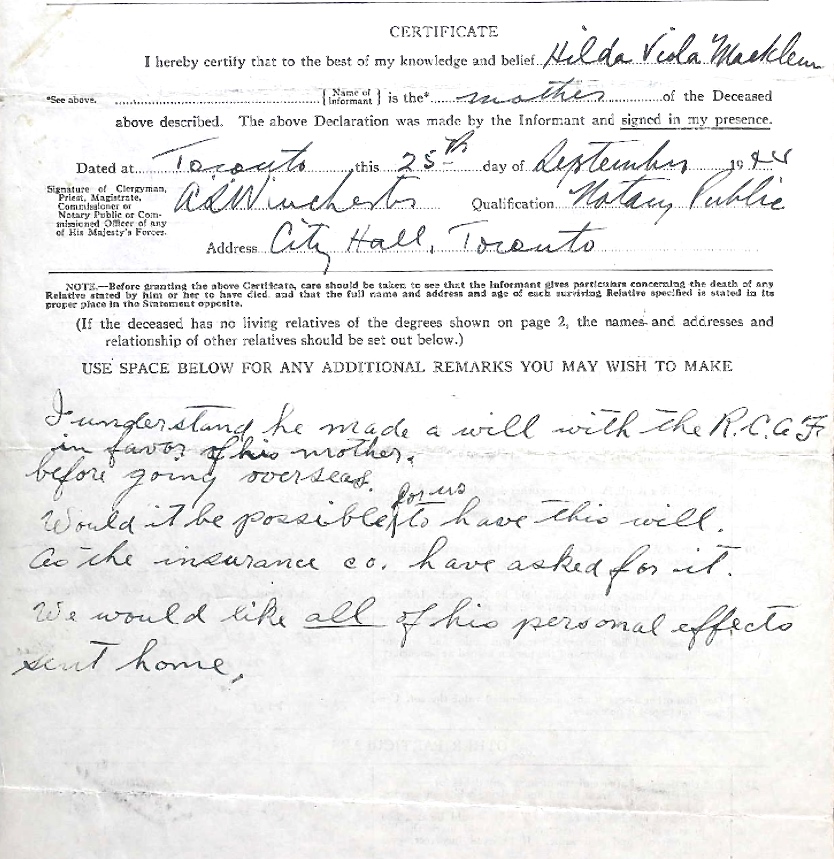 CERTIFICATE
I hereby certify that to the best of my knowledge and belief Hilda Viola
*See above. { Name of Informant } is the* mother of the Deceased
above described. The above Declaration was made by the Informant and signed in my presence.
Dated at Toronto this 25th day of September 1944
Signature of Clergyman,
Priest, Magistrate,
Commissioner or
Notary Public or Com-
missioned Officer of any
of His Majesty's Forces.
Winchester Qualification Notary Public
Address City Hall, Toronto
NOTE.—Before granting the above Certificate, care should be taken to see that the Informant gives particulars concerning the death of any
Relative stated by him or her to have died, and that the full name and address and age of each surviving Relative specified is stated in its
proper place in the Statement opposite.
(If the deceased has no living relatives of the degrees shown on page 2, the names and addresses and
relationship of other relatives should be set out below.)
USE SPACE BELOW FOR ANY ADDITIONAL REMARKS YOU MAY WISH TO MAKE
I understand he made a will with the R.C.A.F
in favor of his mother.
before going overseas.
for us
Would it be possible to have this will.
As the insurance co. have asked for it.
We would like all of his personal effects
sent home.